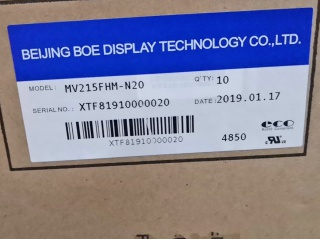 BEIJING BOE DISPLAY TECHNOLOGY CO.,LTD.
MODEL: MV215FHM-N20 Q'TY: 10
SERIAL NO.: XTF81910000020 DATE: 2019.01.17
XTF81910000020
4850
eco